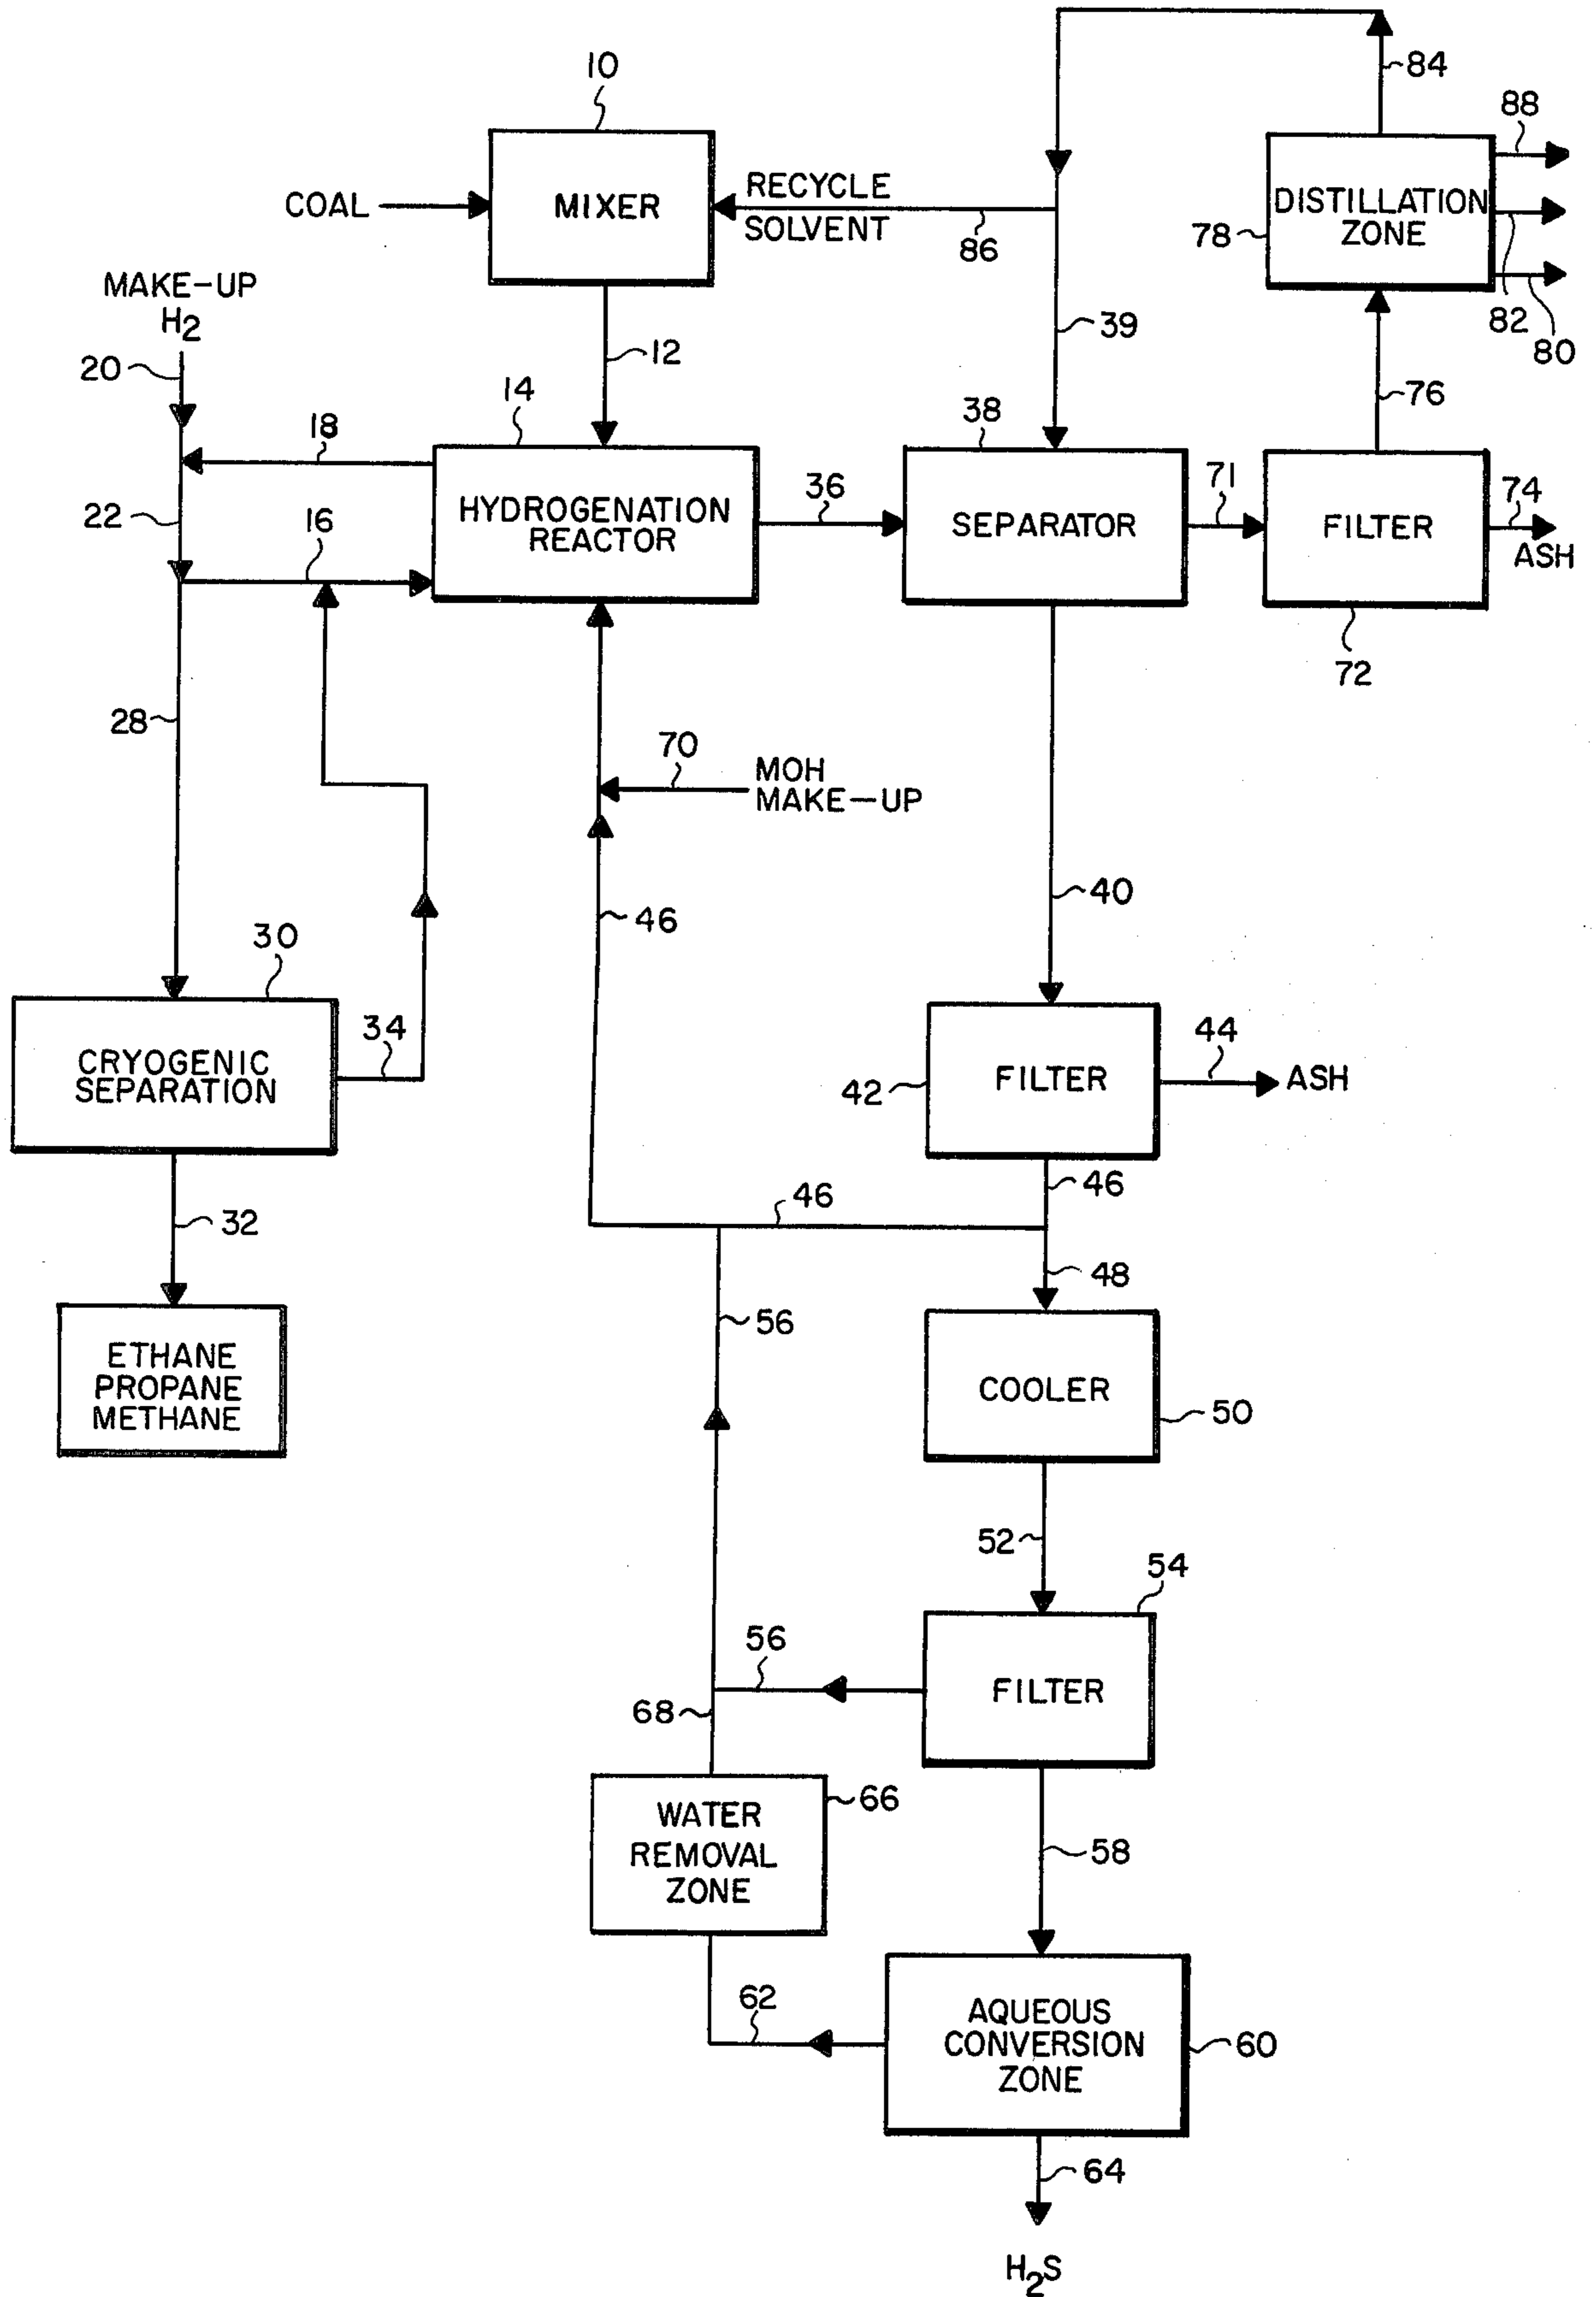 10
84
88
COAL
MIXER
RECYCLE
SOLVENT
86
DISTILLATION
ZONE
78
82
80
MAKE-UP
H2
20
12
39
76
18
14
38
71
74
22
16
HYDROGENATION
REACTOR
36
SEPARATOR
FILTER
ASH
72
28
70
MOH
MAKE-UP
46
40
30
34
CRYOGENIC
SEPARATION
42
FILTER
44
ASH
46
46
32
48
56
ETHANE
PROPANE
METHANE
COOLER
50
52
54
56
FILTER
68
WATER
REMOVAL
ZONE
66
58
62
AQUEOUS
CONVERSION
ZONE
60
64
H2S